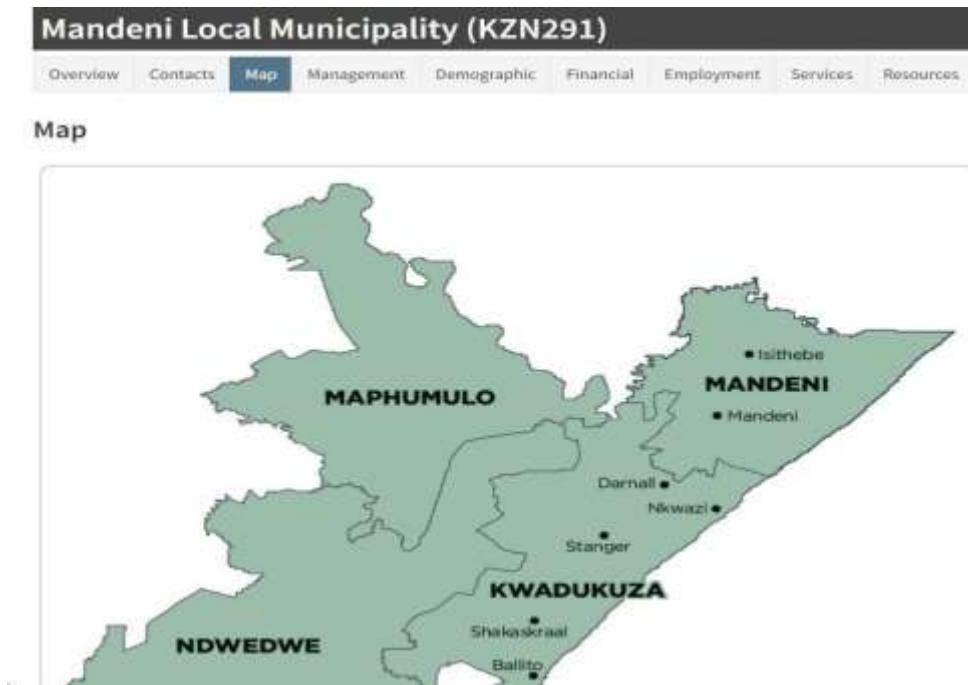 Mandeni Local Municipality (KZN291)
Overview Contacts Map Management Demographic Financial Employment Services Resources
Map
Isithebe
MANDENI
MAPHUMULO
Mandeni
Darnall
Nkwazi
Stanger
KWADUKUZA
Shakaskraal
NDWEDWE
Ballito